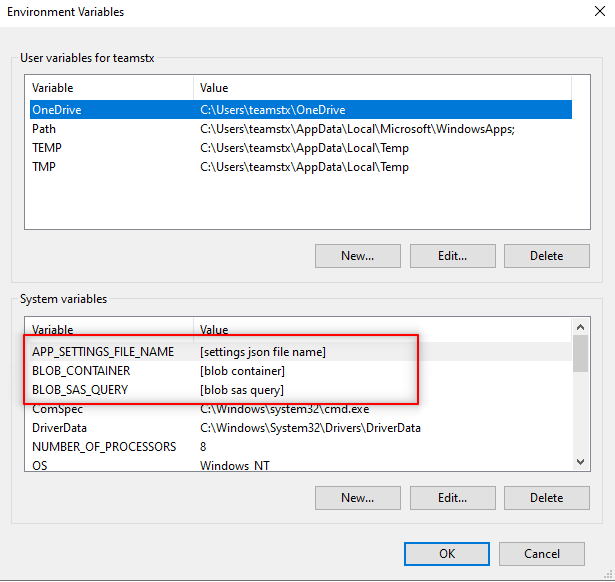 Environment Variables
User variables for teamstx
Variable Value
OneDrive C:\Users\teamstx\OneDrive
Path C:\Users\teamstx\AppData\Local\Microsoft\WindowsApps;
TEMP C:\Users\teamstx\AppData\Local\Temp
TMP C:\Users\teamstx\AppData\Local\Temp
New... Edit... Delete
System variables
Variable Value
APP_SETTINGS_FILE_NAME [settings json file name]
BLOB_CONTAINER [blob container]
BLOB_SAS_QUERY [blob sas query]
ComSpec C:\Windows\system32\cmd.exe
DriverData C:\Windows\System32\Drivers\DriverData
NUMBER_OF_PROCESSORS 8
OS Windows_NT
New... Edit... Delete
OK Cancel